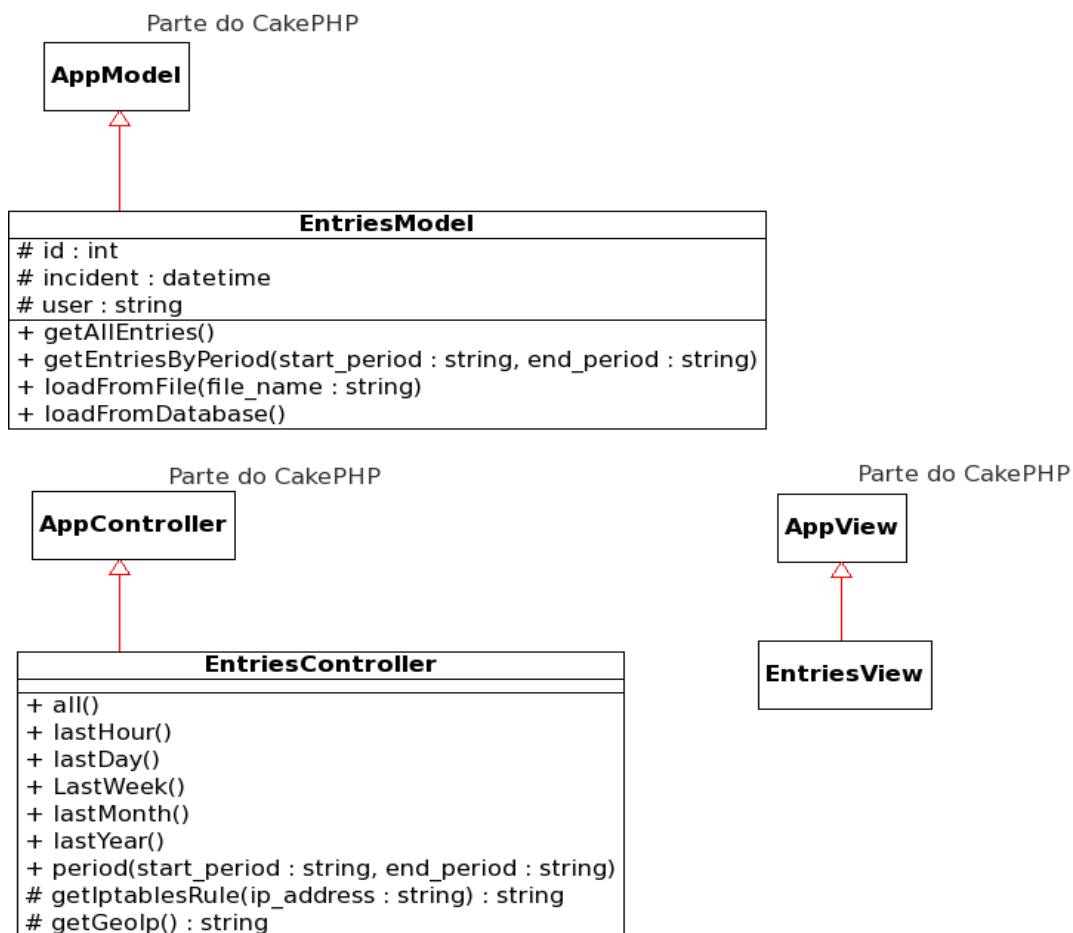 Parte do CakePHP
AppModel
EntriesModel
# id : int
# incident : datetime
# user : string
+ getAllEntries()
+ getEntriesByPeriod(start_period : string, end_period : string)
+ loadFromFile(file_name : string)
+ loadFromDatabase()
Parte do CakePHP
AppController
EntriesController
+ all()
+ lastHour()
+ lastDay()
+ LastWeek()
+ lastMonth()
+ lastYear()
+ period(start_period : string, end_period : string)
# getIptablesRule(ip_address : string) : string
# getGeoIp() : string
Parte do CakePHP
AppView
EntriesView